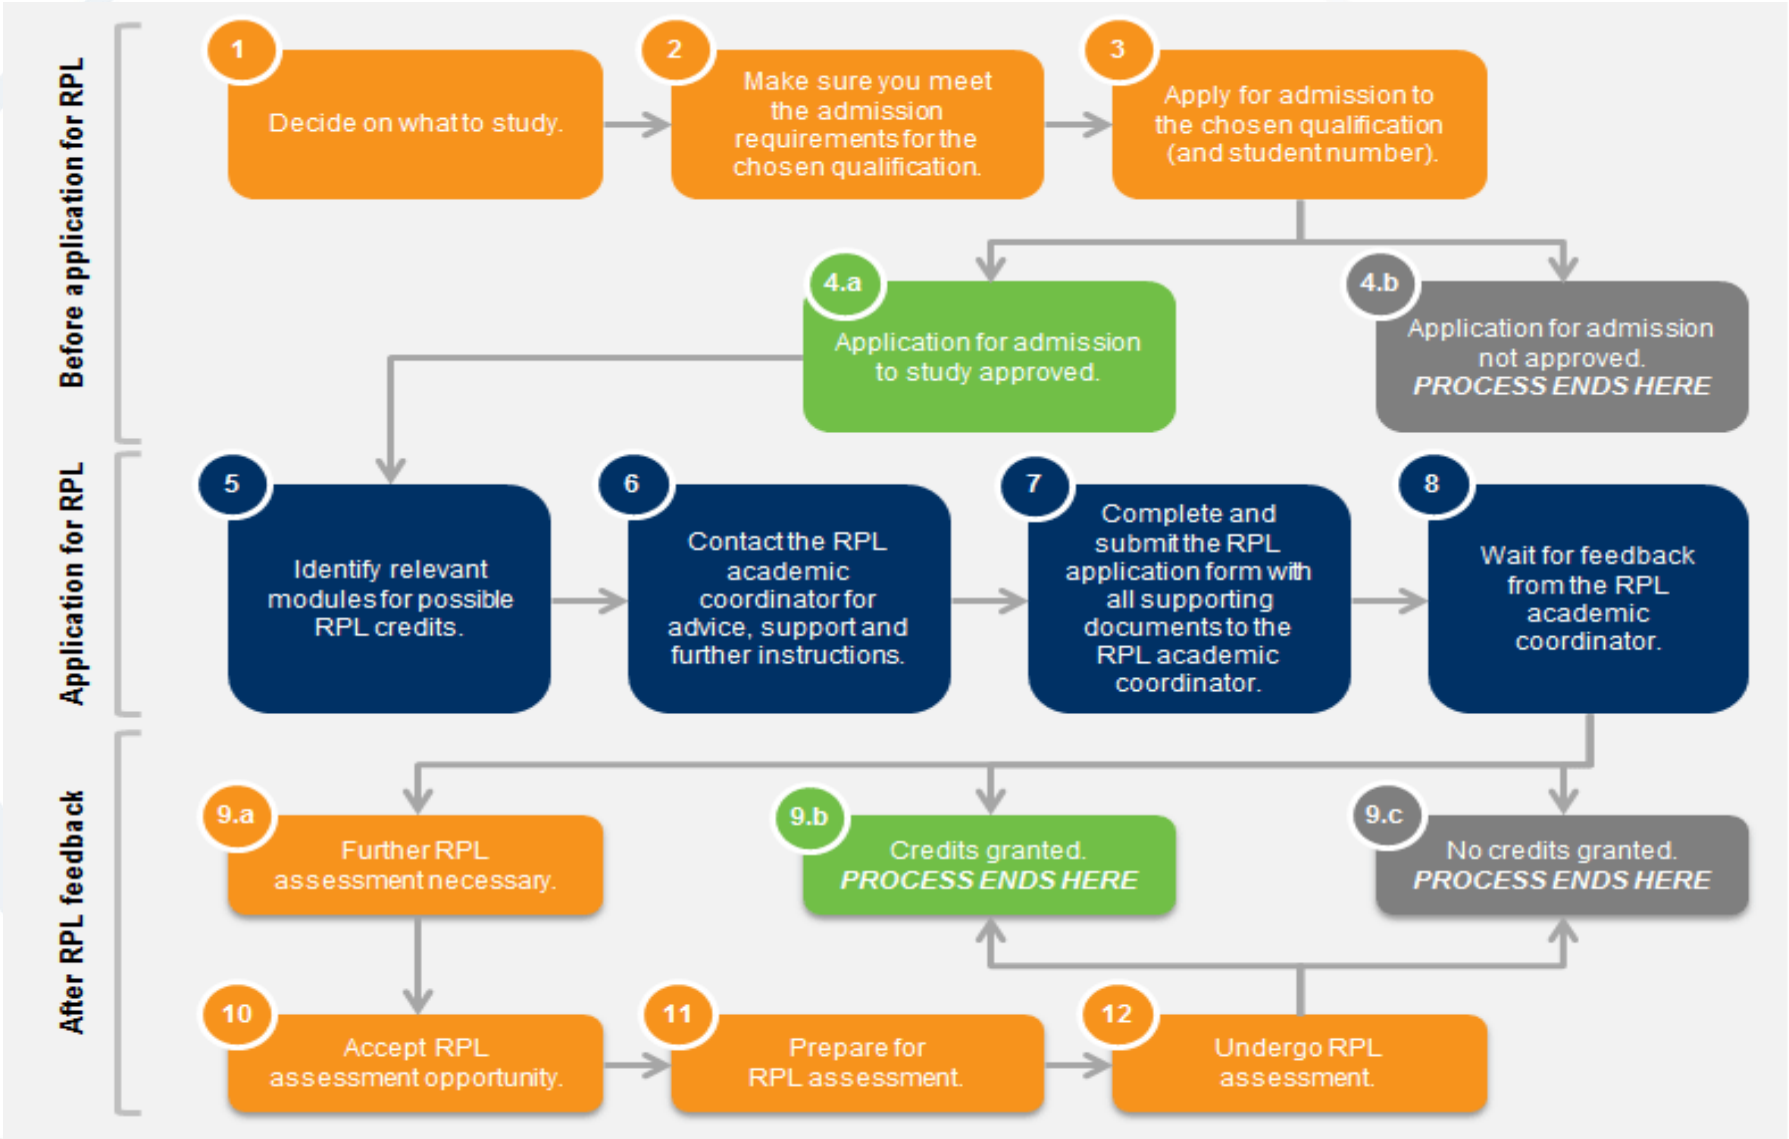 Before application for RPL
1
Decide on what to study.
2
Make sure you meet
the admission
requirements for the
chosen qualification.
3
Apply for admission to
the chosen qualification
(and student number).
4.a
Application for admission
to study approved.
4.b
Application for admission
not approved.
PROCESS ENDS HERE
Application for RPL
5
Identify relevant
modules for possible
RPL credits.
6
Contact the RPL
academic
coordinator for
advice, support and
further instructions.
7
Complete and
submit the RPL
application form with
all supporting
documents to the
RPL academic
coordinator.
8
Wait for feedback
from the RPL
academic
coordinator.
After RPL feedback
9.a
Further RPL
assessment necessary.
9.b
Credits granted.
PROCESS ENDS HERE
9.c
No credits granted.
PROCESS ENDS HERE
10
Accept RPL
assessment opportunity.
11
Prepare for
RPL assessment.
12
Undergo RPL
assessment.